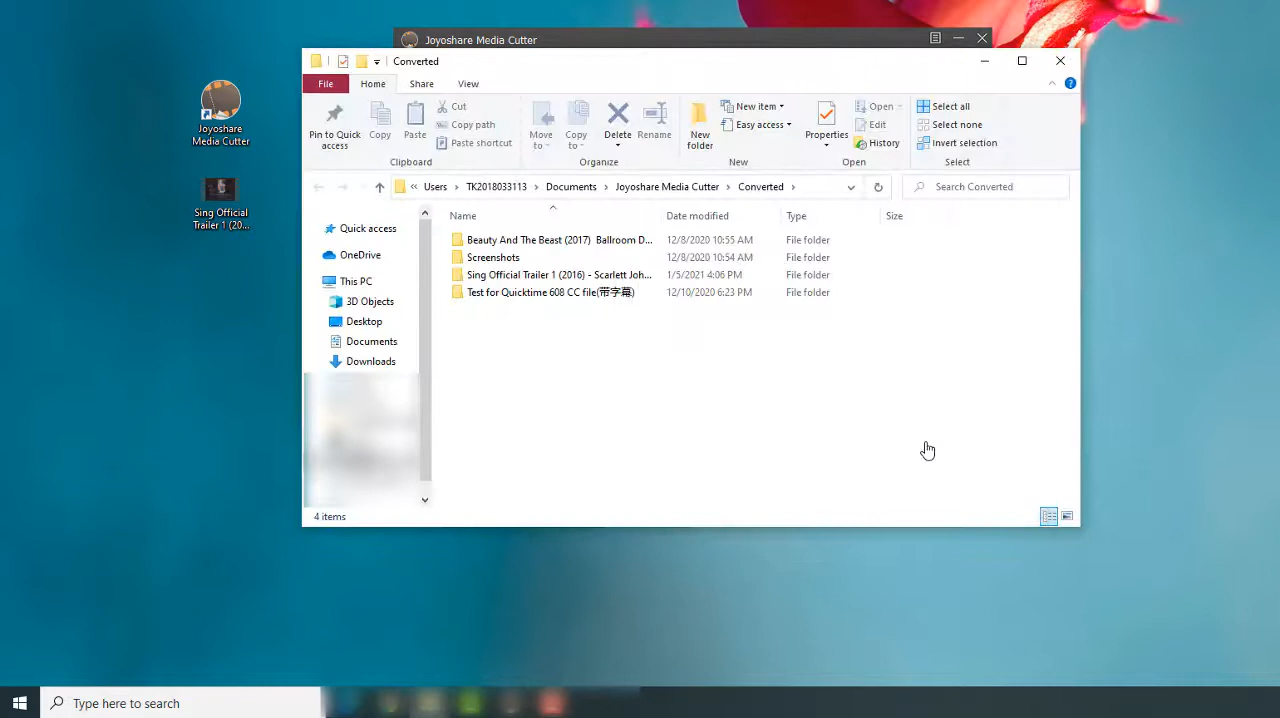 Joyoshare Media Cutter
Converted
File Home Share View
Pin to Quick access
Copy
Paste
Cut
Copy path
Paste shortcut
Clipboard
Move to
Copy to
Delete
Rename
Organize
New folder
New item
Easy access
New
Properties
Open
Edit
History
Open
Select all
Select none
Invert selection
Select
« Users > TK2018033113 > Documents > Joyoshare Media Cutter > Converted >
Search Converted
Quick access
OneDrive
This PC
3D Objects
Desktop
Documents
Downloads
Name Date modified Type Size
Beauty And The Beast (2017) Ballroom D... 12/8/2020 10:55 AM File folder
Screenshots 12/8/2020 10:54 AM File folder
Sing Official Trailer 1 (2016) - Scarlett Joh... 1/5/2021 4:06 PM File folder
Test for Quicktime 608 CC file(带字幕) 12/10/2020 6:23 PM File folder
4 items
Joyoshare
Media Cutter
Sing Official
Trailer 1 (20...
Type here to search